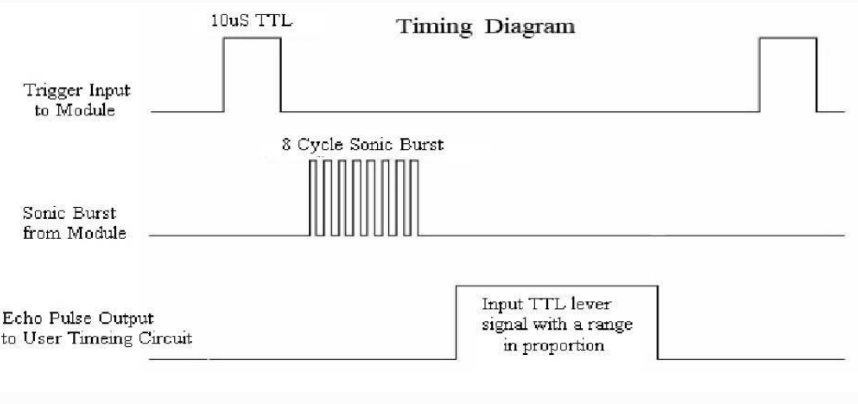 10uS TTL
Timing Diagram
Trigger Input
to Module
8 Cycle Sonic Burst
Sonic Burst
from Module
Input TTL lever
signal with a range
in proportion
Echo Pulse Output
to User Timeing Circuit